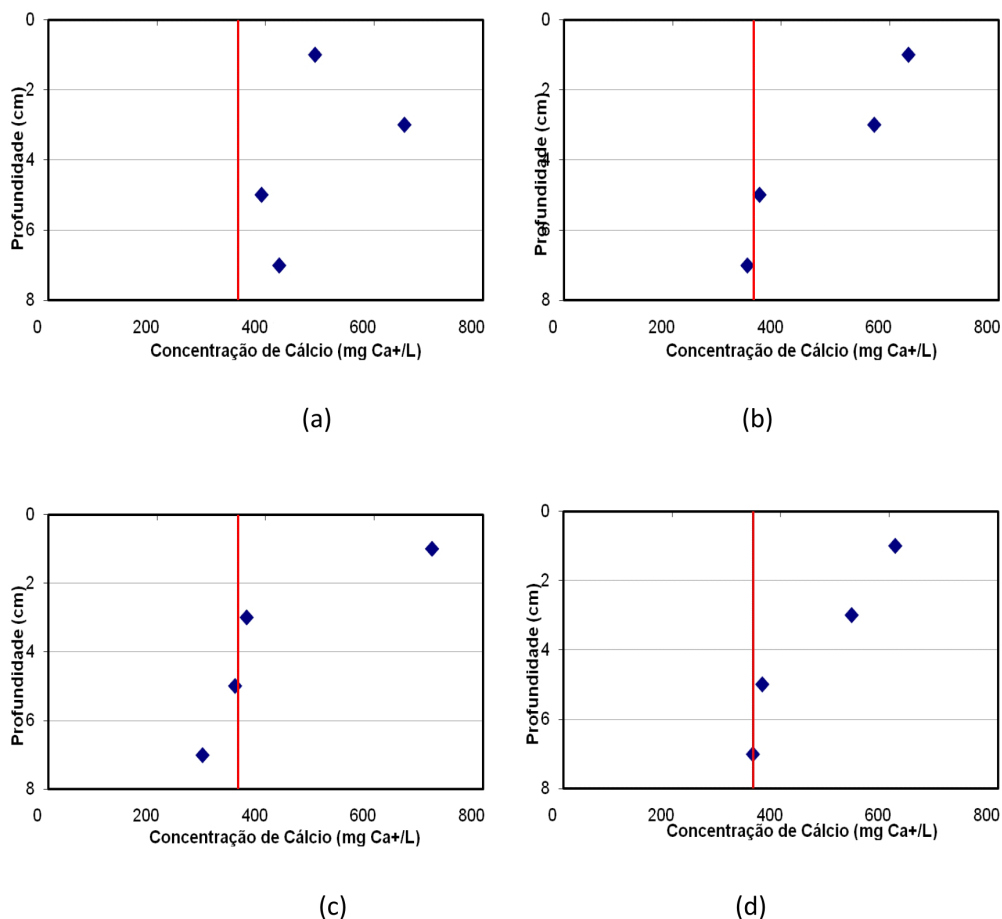 0
2
4
6
8
Profundidade (cm)
0 200 400 600 800
Concentração de Cálcio (mg Ca+/L)
(a)
0
2
4
6
8
Profundidade (cm)
0 200 400 600 800
Concentração de Cálcio (mg Ca+/L)
(b)
0
2
4
6
8
Profundidade (cm)
0 200 400 600 800
Concentração de Cálcio (mg Ca+/L)
(c)
0
2
4
6
8
Profundidade (cm)
0 200 400 600 800
Concentração de Cálcio (mg Ca+/L)
(d)